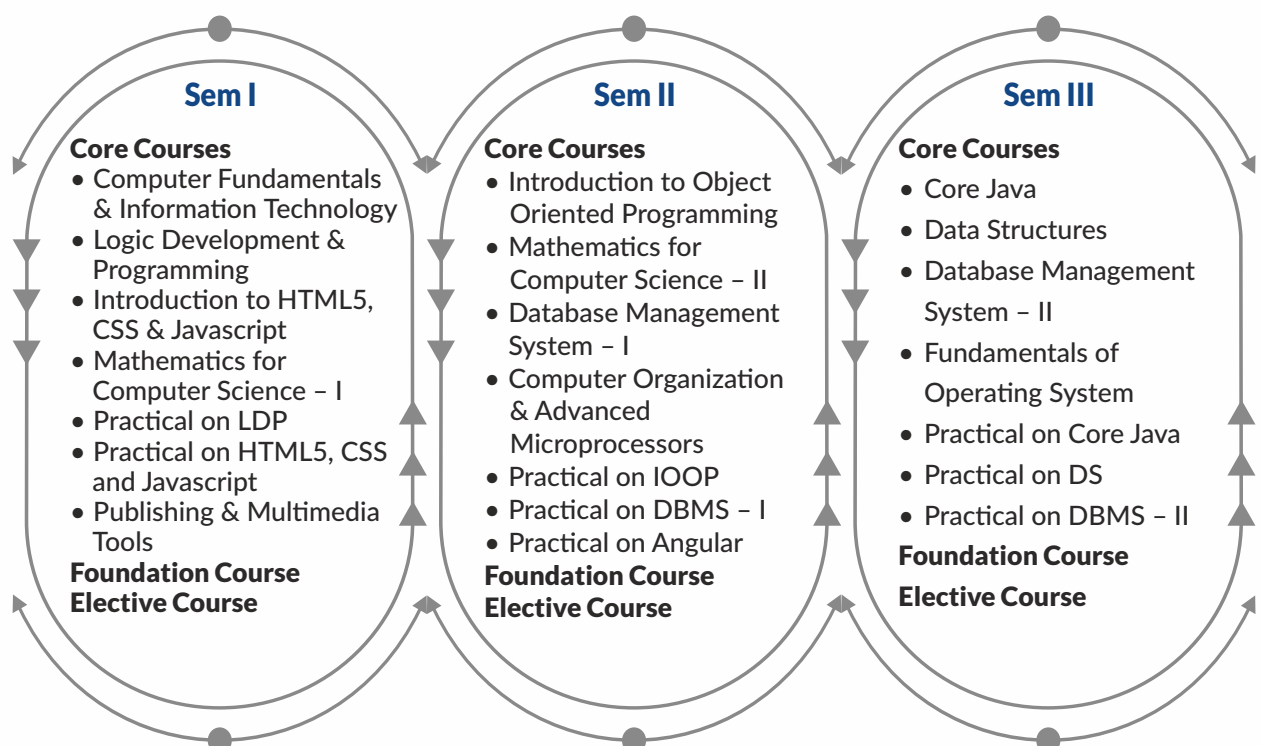 Sem I
Core Courses
• Computer Fundamentals
& Information Technology
• Logic Development &
Programming
• Introduction to HTML5,
CSS & Javascript
• Mathematics for
Computer Science – I
• Practical on LDP
• Practical on HTML5, CSS
and Javascript
• Publishing & Multimedia
Tools
Foundation Course
Elective Course
Sem II
Core Courses
• Introduction to Object
Oriented Programming
• Mathematics for
Computer Science – II
• Database Management
System – I
• Computer Organization
& Advanced
Microprocessors
• Practical on IOOP
• Practical on DBMS – I
• Practical on Angular
Foundation Course
Elective Course
Sem III
Core Courses
• Core Java
• Data Structures
• Database Management
System – II
• Fundamentals of
Operating System
• Practical on Core Java
• Practical on DS
• Practical on DBMS – II
Foundation Course
Elective Course